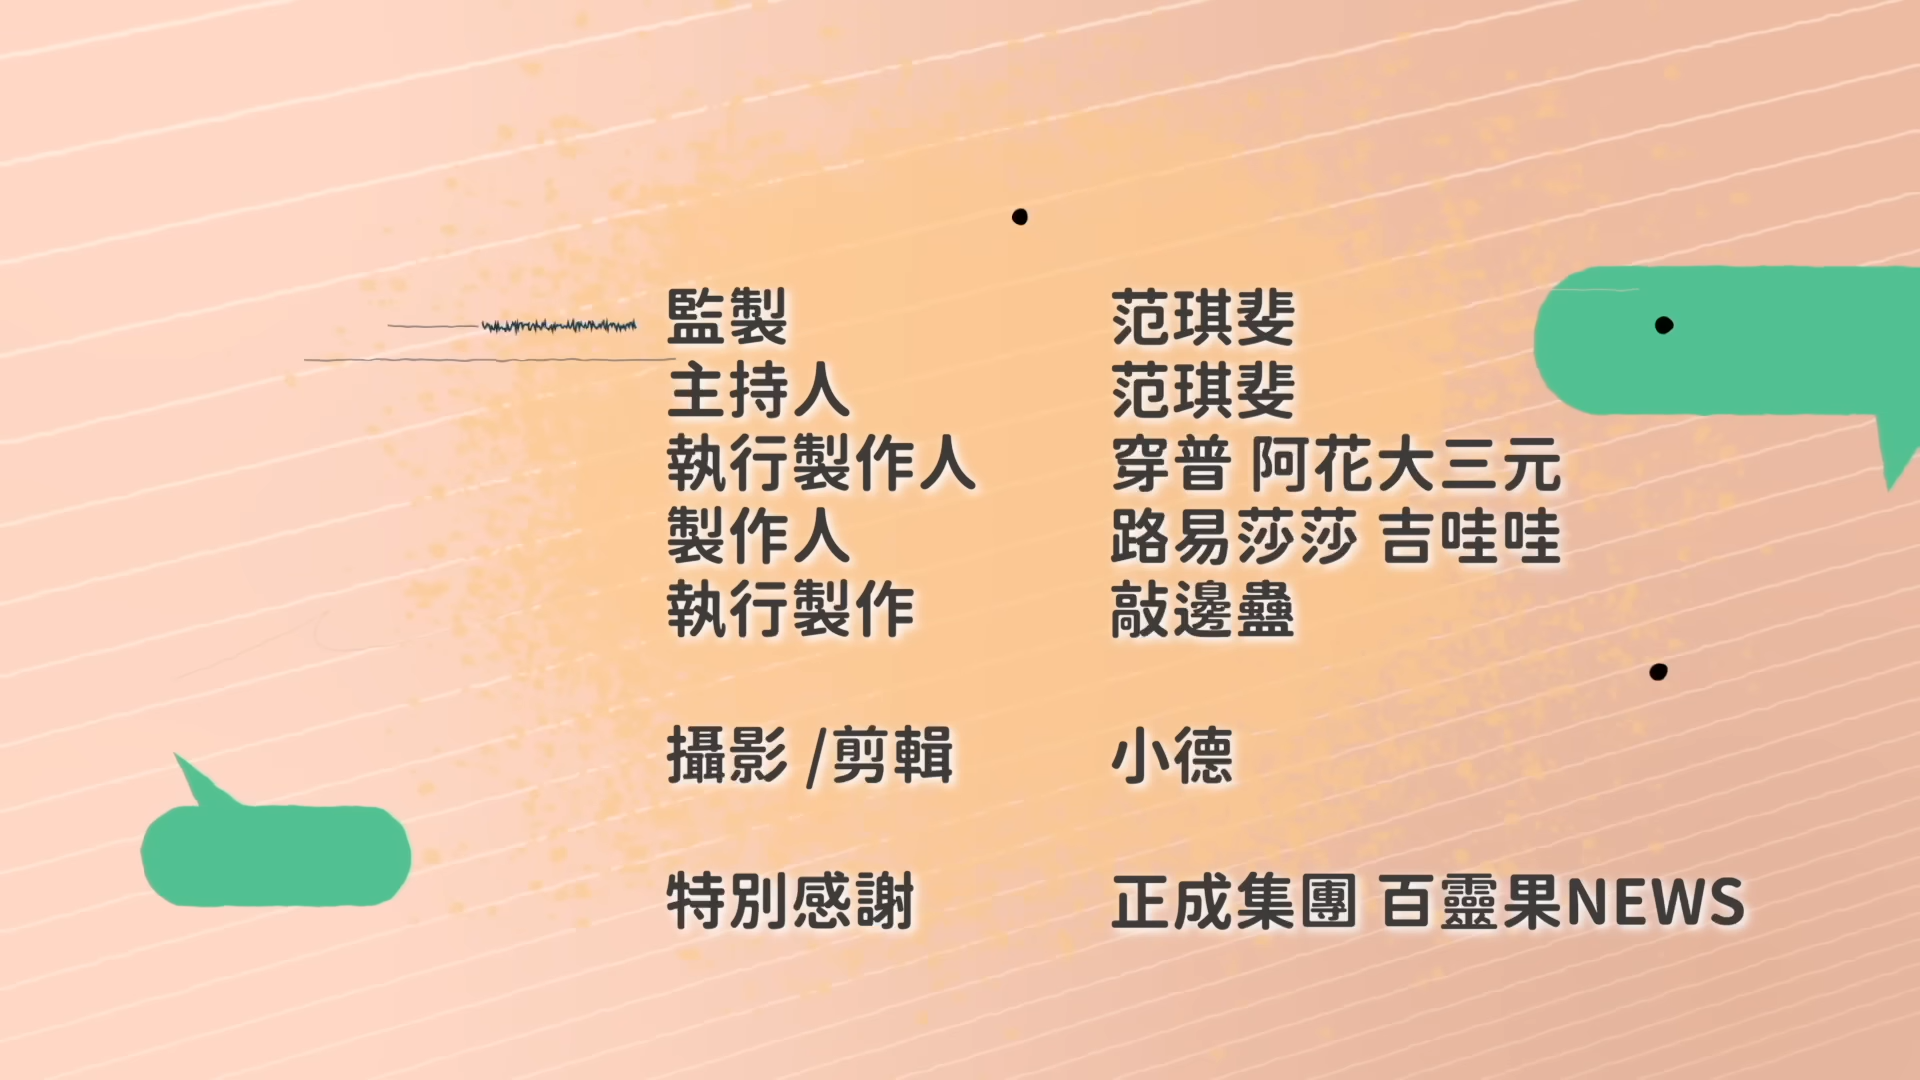 監製 范琪斐
主持人 范琪斐
執行製作人 穿普 阿花大三元
製作人 路易莎莎 吉哇哇
執行製作 敲邊蠱
攝影 /剪輯 小德
特別感謝 正成集團 百靈果NEWS